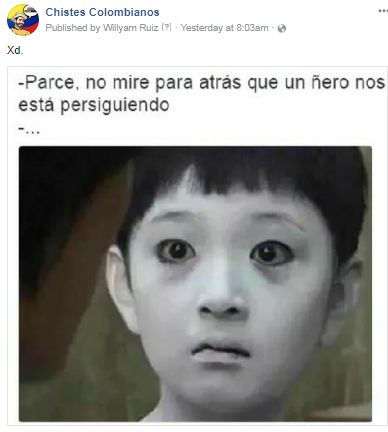 Chistes Colombianos
Published by Willyam Ruiz [?] · Yesterday at 8:03am ·
Xd.
-Parce, no mire para atrás que un ñero nos
está persiguiendo
-...